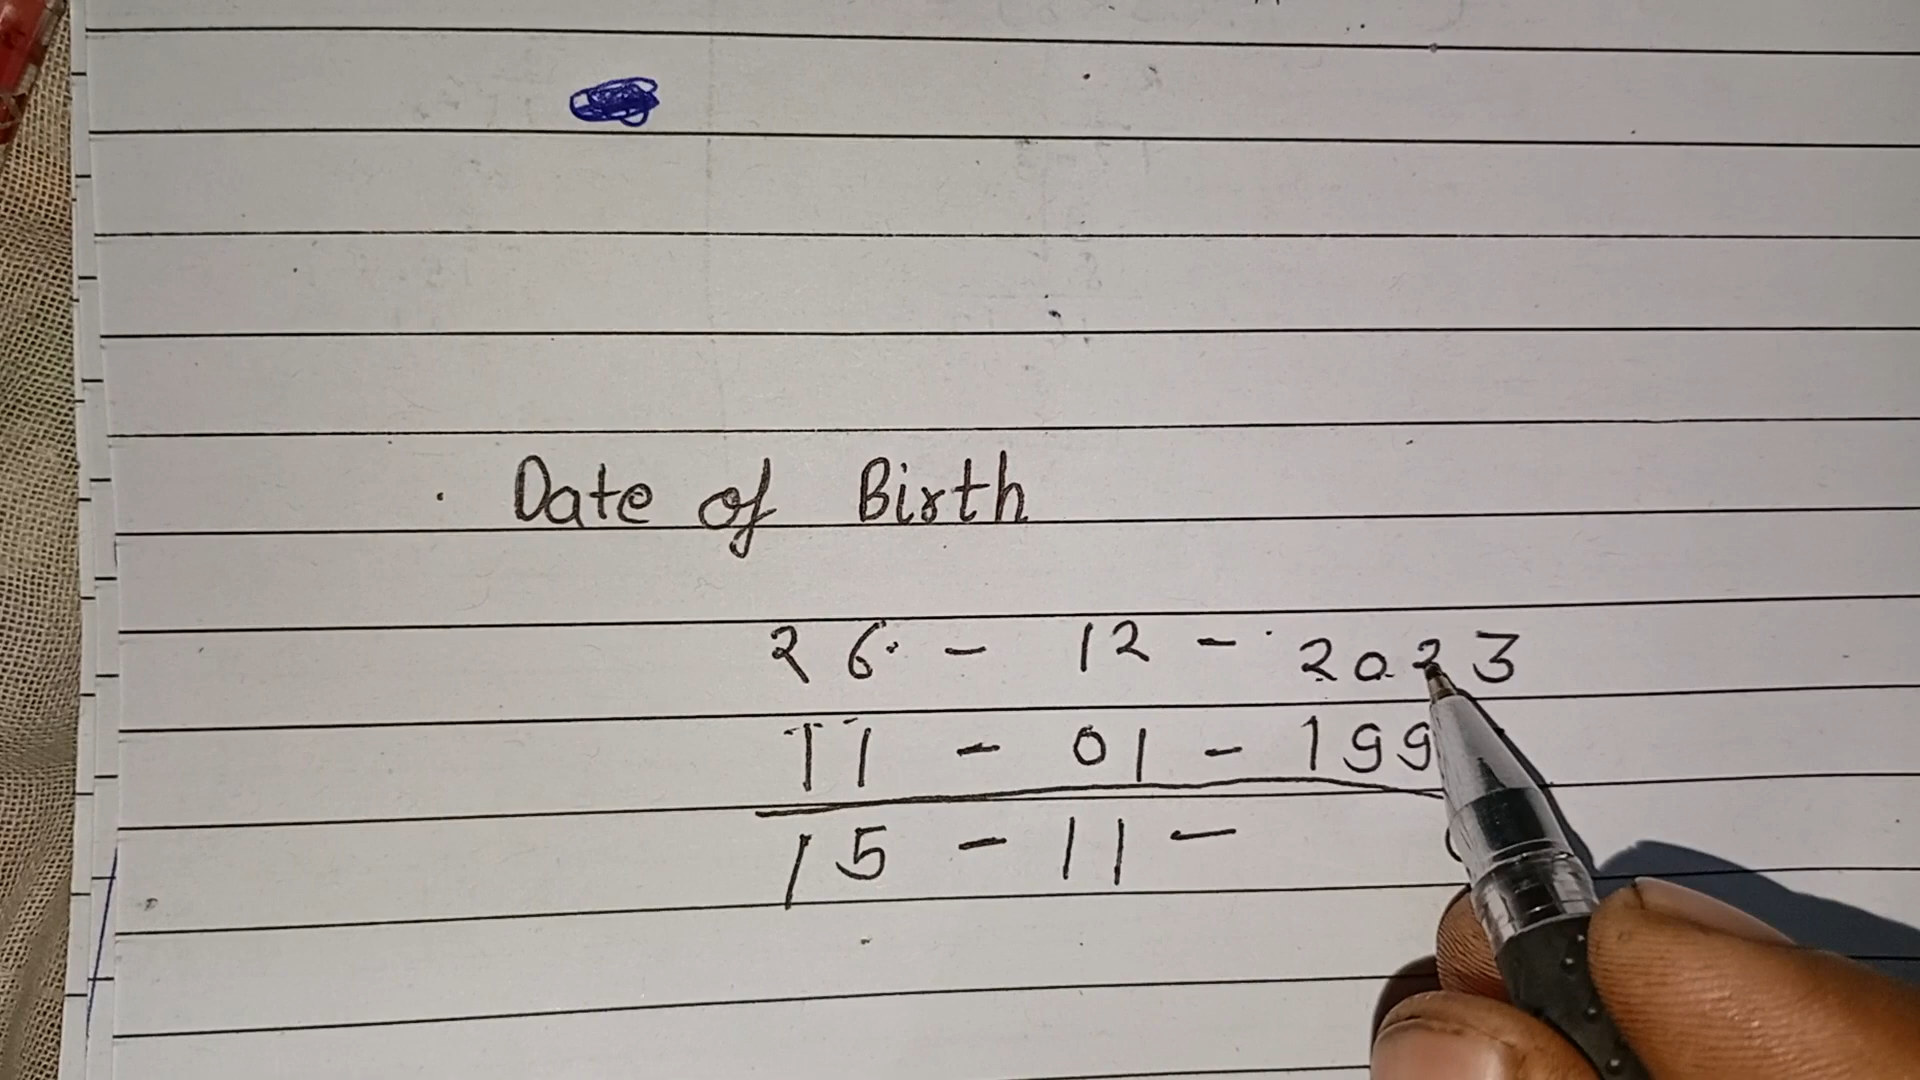 Date of Birth
26 - 12 - 2023
11 - 01 - 199
15 - 11 -